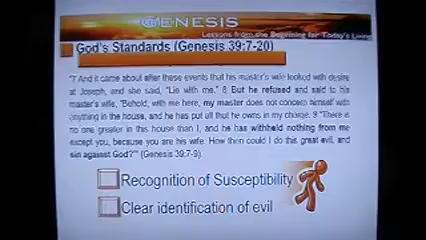 GENESIS
Lessons from the Beginning for Today's Living
God's Standards (Genesis 39:7-20)
"7 And it came about after these events that his master's wife looked with desire
at Joseph, and she said, "Lie with me." 8 But he refused and said to his
master's wife, "Behold, with me here, my master does not concern himself with
anything in the house, and he has put all that he owns in my charge. 9 "There is
no one greater in this house than I, and he has withheld nothing from me
except you, because you are his wife. How then could I do this great evil, and
sin against God?"" (Genesis 39:7-9).
Recognition of Susceptibility
Clear identification of evil